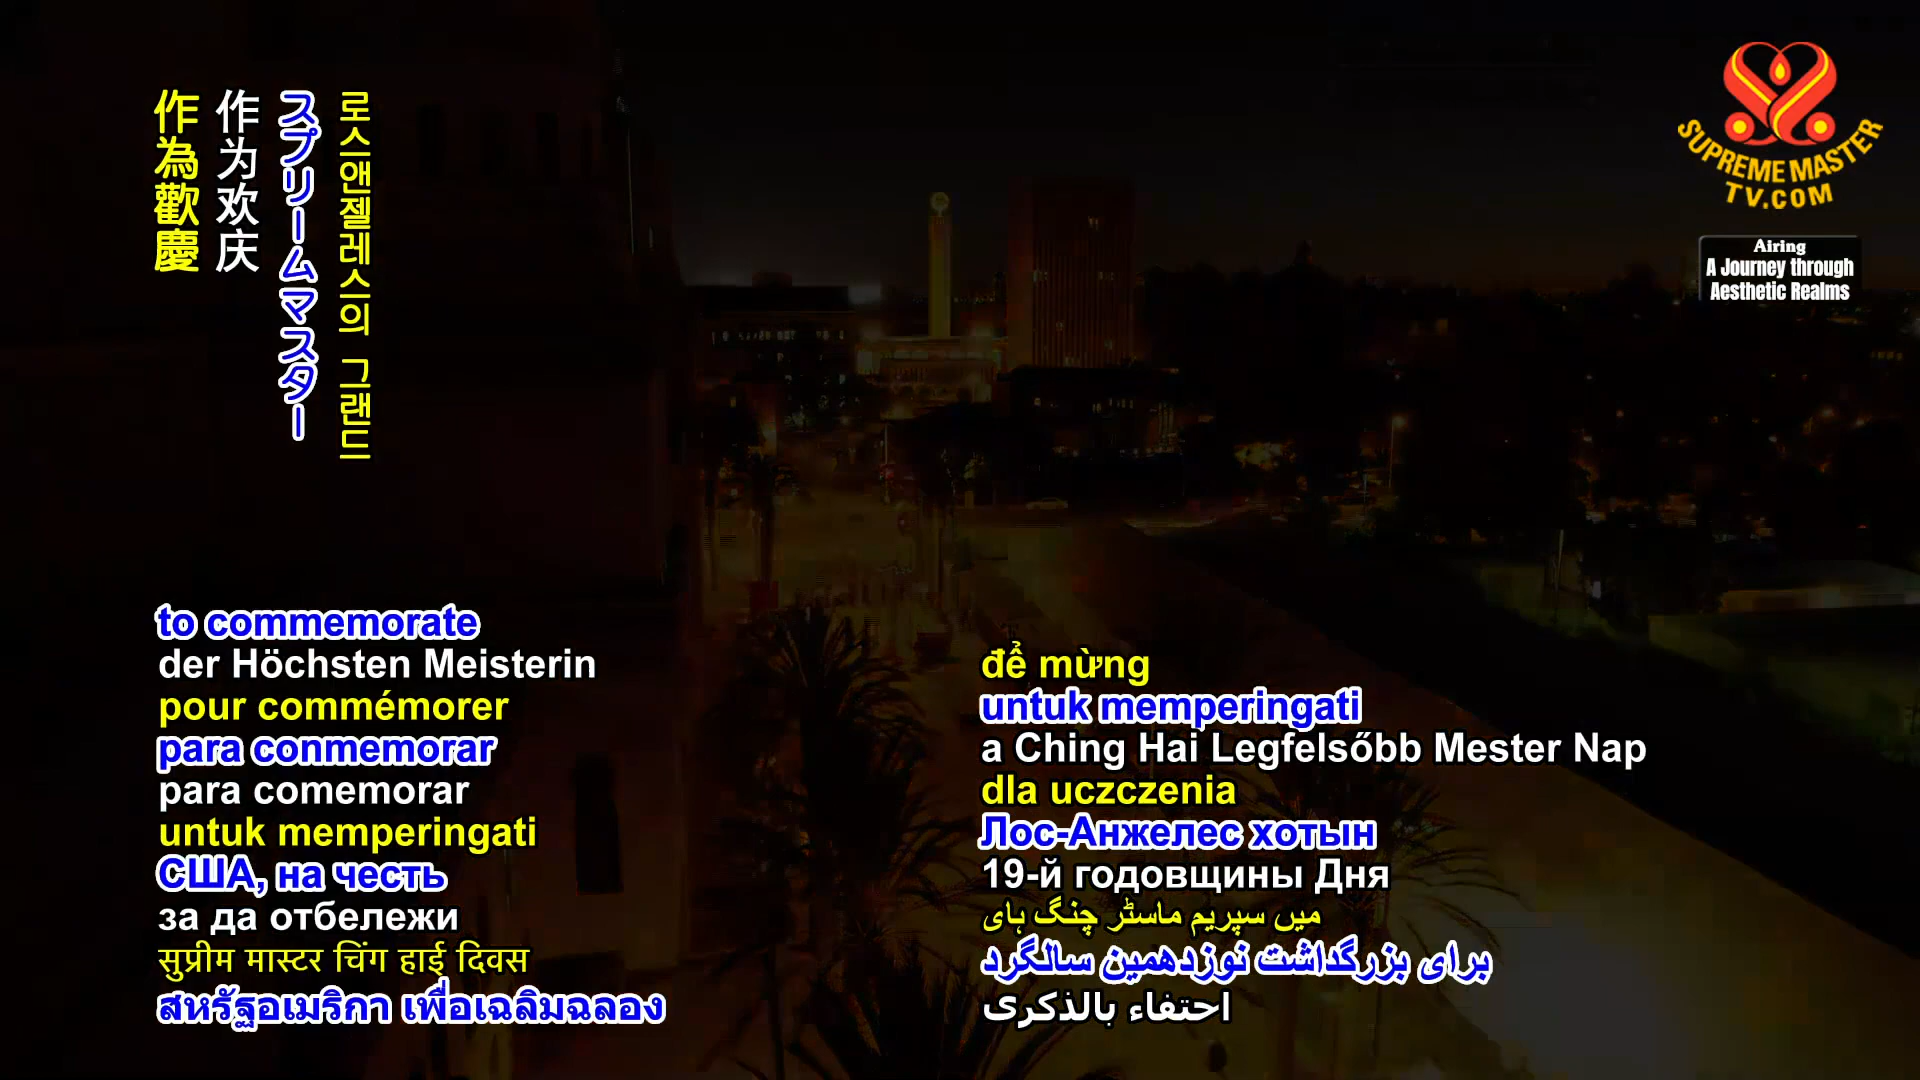 作為歡慶
作为欢庆
スプリームマスター
로스앤젤레스의 그랜드
SUPREME MASTER
TV.COM
Airing
A Journey through
Aesthetic Realms
to commemorate
der Höchsten Meisterin
pour commémorer
para conmemorar
para comemorar
untuk memperingati
США, на честь
за да отбележи
सुप्रीम मास्टर चिंग हाई दिवस
สหรัฐอเมริกา เพื่อเฉลิมฉลอง
để mừng
untuk memperingati
a Ching Hai Legfelsőbb Mester Nap
dla uczczenia
Лос-Анжелес хотын
19-й годовщины Дня
میں سپریم ماسٹر چنگ ہای
برای بزرگداشت نوزدهمین سالگرد
احتفاء بالذكرى